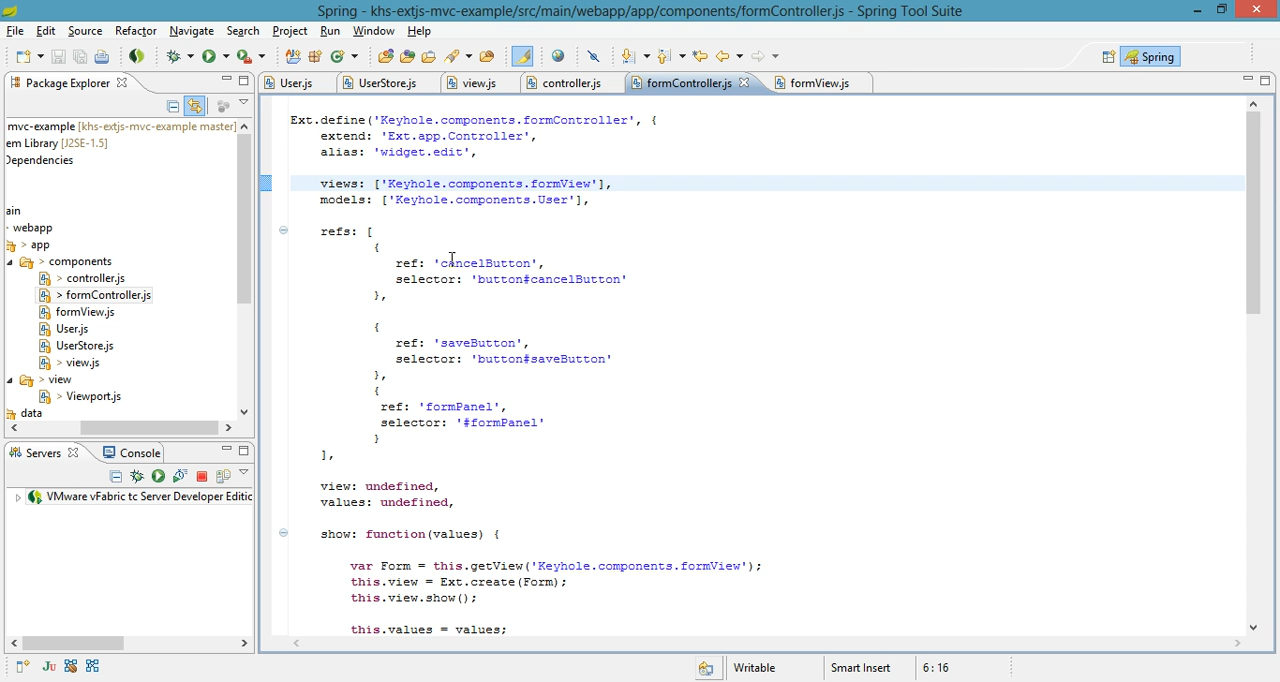 Spring - khs-extjs-mvc-example/src/main/webapp/app/components/formController.js - Spring Tool Suite
File Edit Source Refactor Navigate Search Project Run Window Help
Spring
Package Explorer
User.js UserStore.js view.js controller.js formController.js formView.js
mvc-example [khs-extjs-mvc-example master]
em Library [J2SE-1.5]
Dependencies
ain
webapp
> app
> components
> controller.js
> formController.js
formView.js
User.js
UserStore.js
> view.js
> view
> Viewport.js
data
Servers Console
VMware vFabric tc Server Developer Editic
Ext.define('Keyhole.components.formController', {
extend: 'Ext.app.Controller',
alias: 'widget.edit',
views: ['Keyhole.components.formView'],
models: ['Keyhole.components.User'],
refs: [
{
ref: 'cancelButton',
selector: 'button#cancelButton'
},
{
ref: 'saveButton',
selector: 'button#saveButton'
},
{
ref: 'formPanel',
selector: '#formPanel'
}
],
view: undefined,
values: undefined,
show: function(values) {
var Form = this.getView('Keyhole.components.formView');
this.view = Ext.create(Form);
this.view.show();
this.values = values;
Ju
Writable Smart Insert 6 : 16